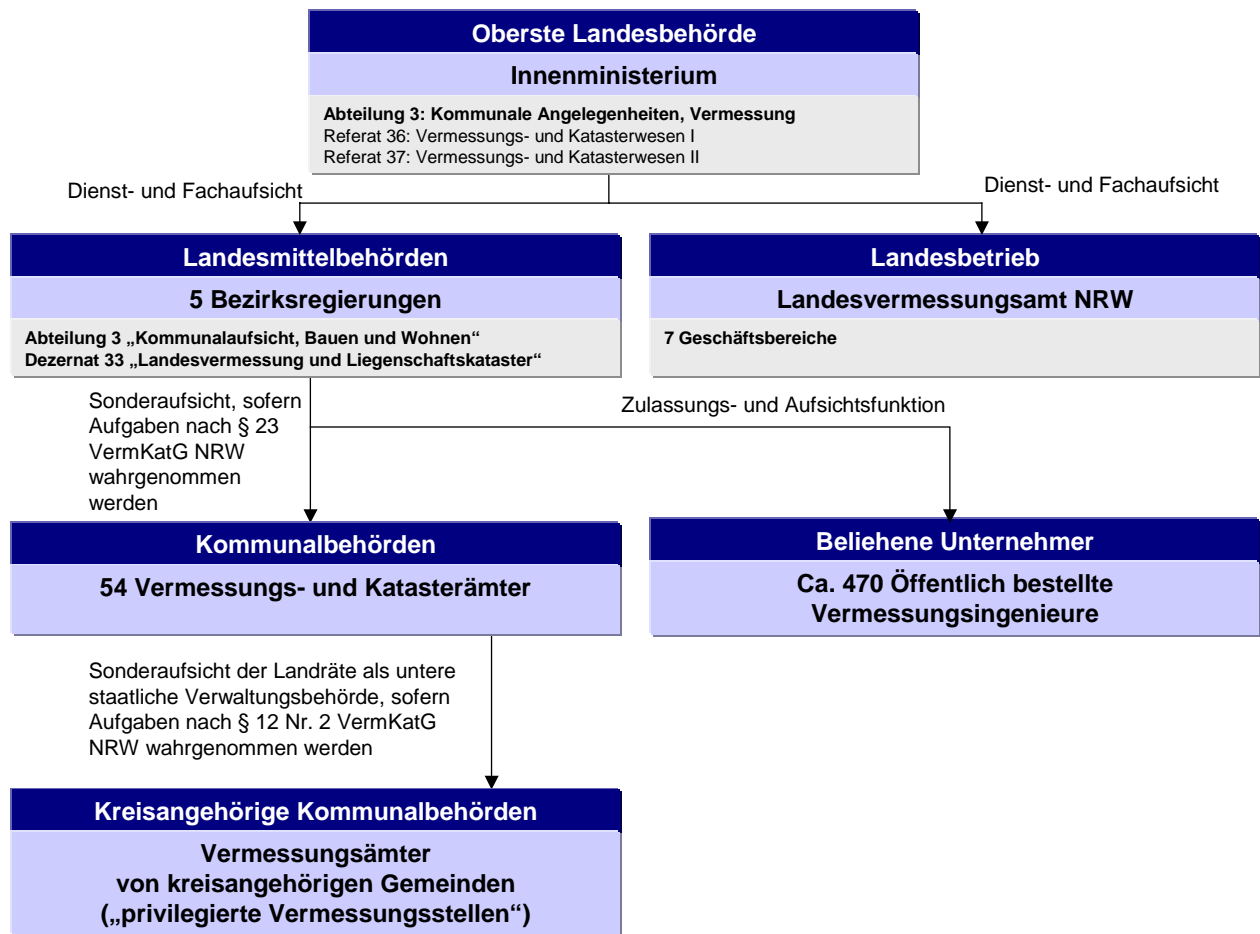 Oberste Landesbehörde
Innenministerium
Abteilung 3: Kommunale Angelegenheiten, Vermessung
Referat 36: Vermessungs- und Katasterwesen I
Referat 37: Vermessungs- und Katasterwesen II
Dienst- und Fachaufsicht
Dienst- und Fachaufsicht
Landesmittelbehörden
5 Bezirksregierungen
Abteilung 3 „Kommunalaufsicht, Bauen und Wohnen“
Dezernat 33 „Landesvermessung und Liegenschaftskataster“
Landesbetrieb
Landesvermessungsamt NRW
7 Geschäftsbereiche
Sonderaufsicht, sofern
Aufgaben nach § 23
VermKatG NRW
wahrgenommen
werden
Zulassungs- und Aufsichtsfunktion
Kommunalbehörden
54 Vermessungs- und Katasterämter
Beliehene Unternehmer
Ca. 470 Öffentlich bestellte
Vermessungsingenieure
Sonderaufsicht der Landräte als untere
staatliche Verwaltungsbehörde, sofern
Aufgaben nach § 12 Nr. 2 VermKatG
NRW wahrgenommen werden
Kreisangehörige Kommunalbehörden
Vermessungsämter
von kreisangehörigen Gemeinden
(„privilegierte Vermessungsstellen“)